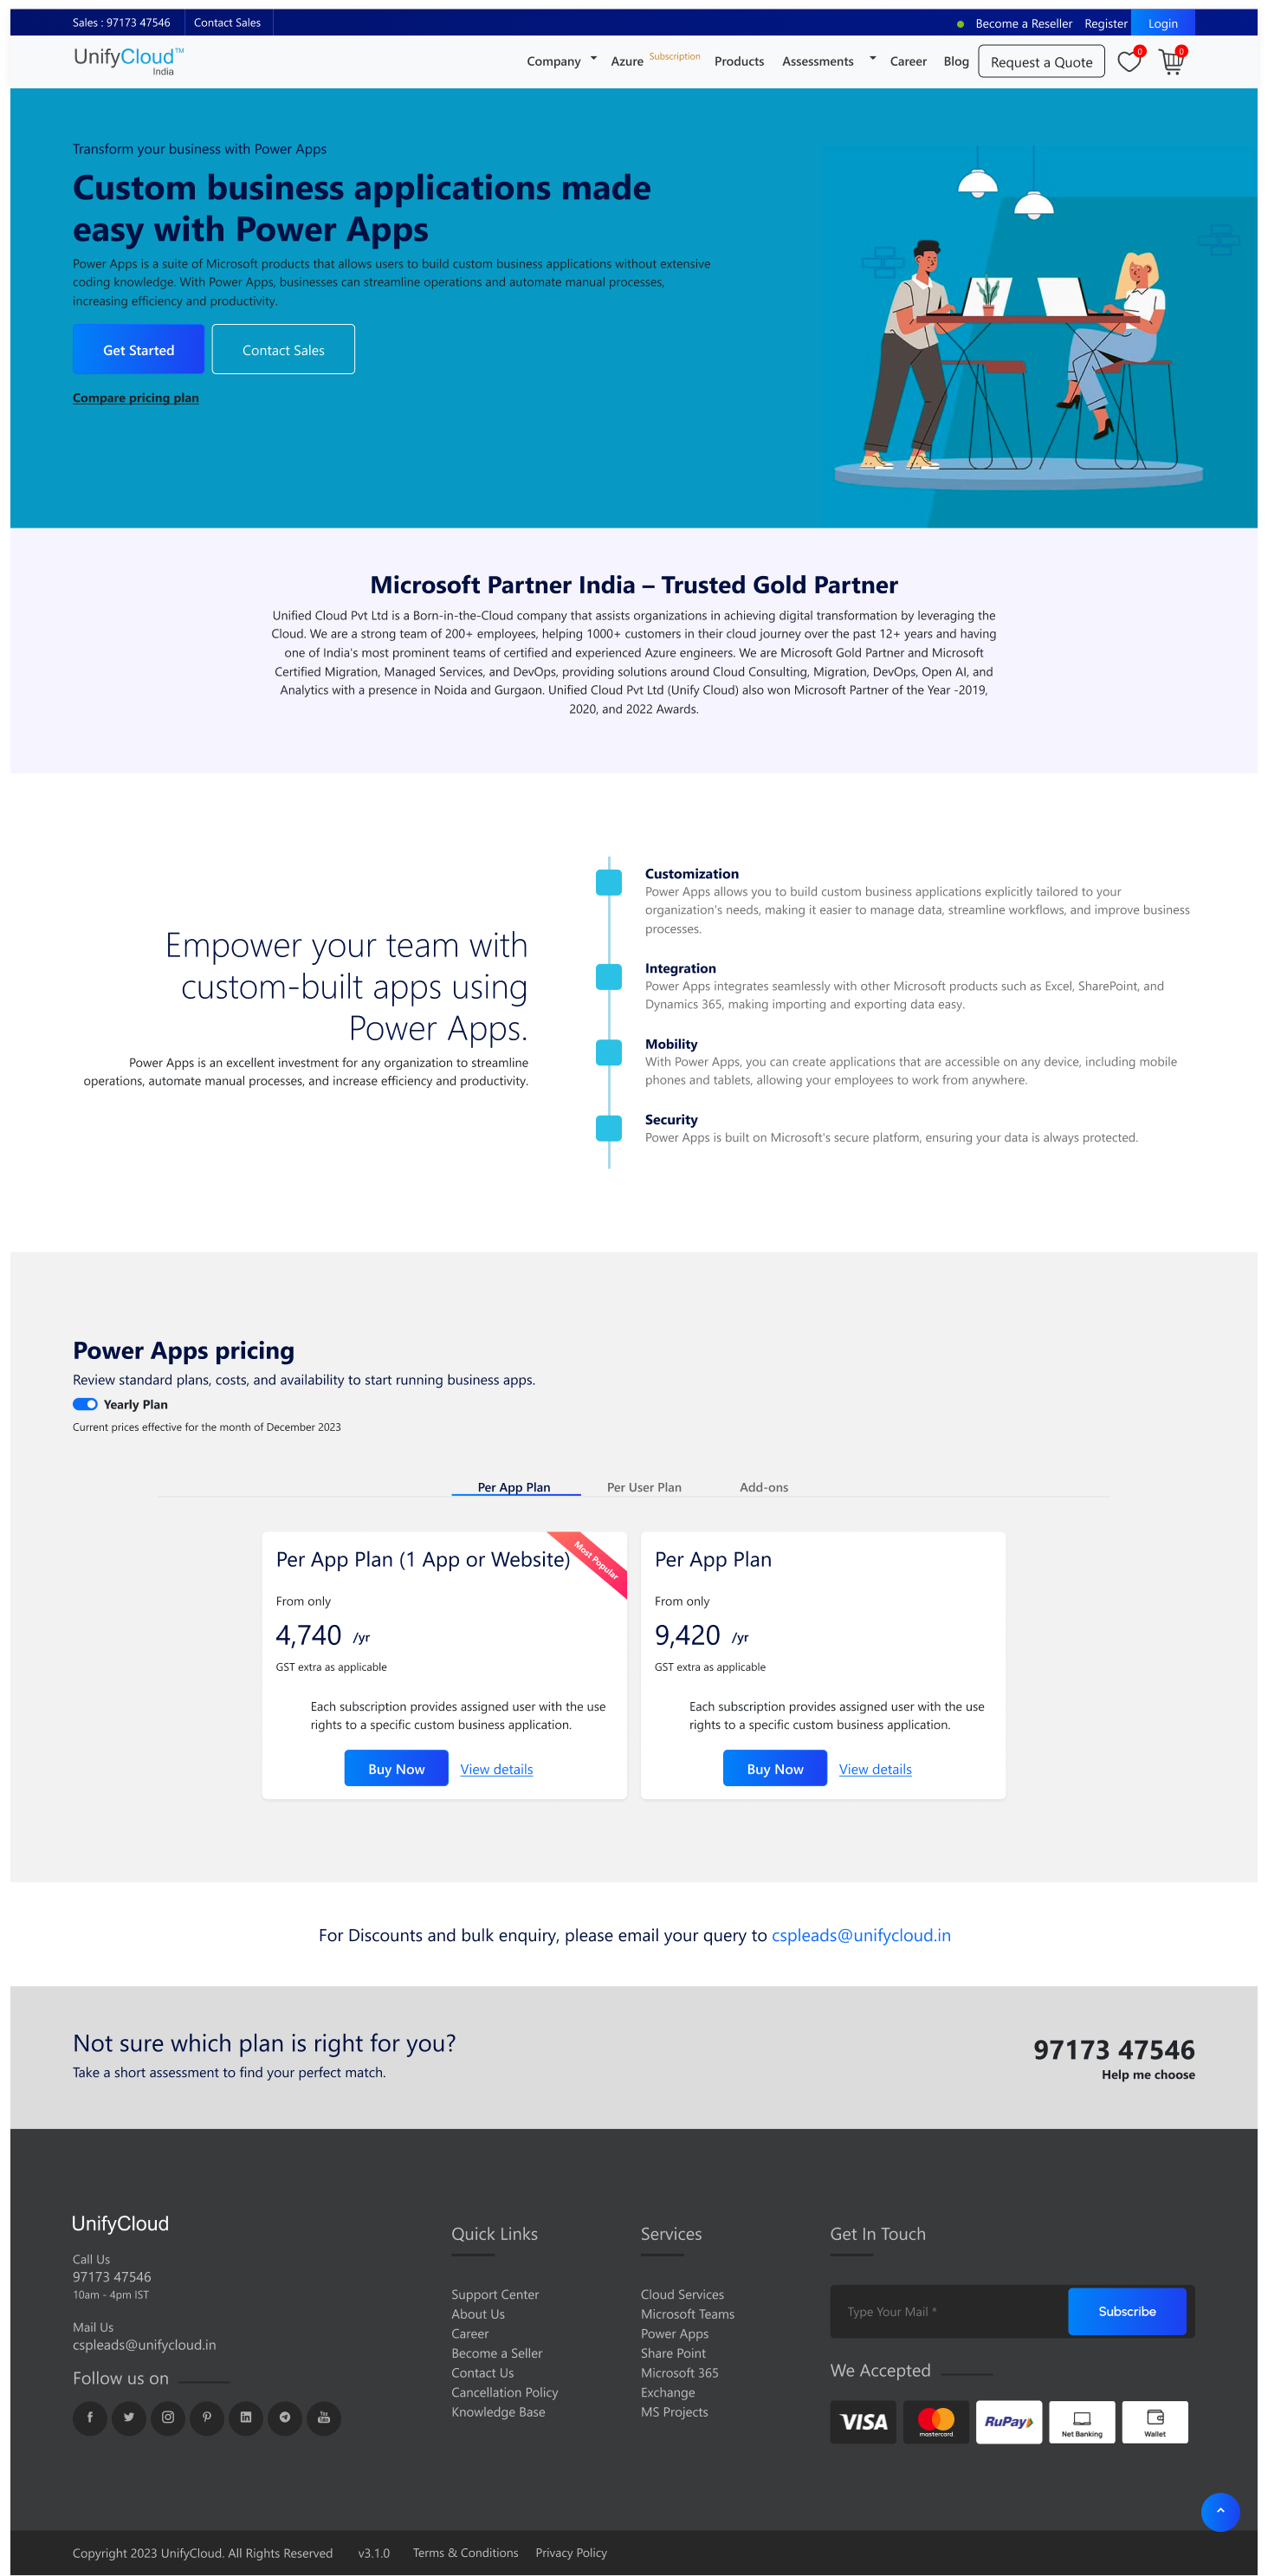 Sales : 97173 47546 Contact Sales Become a Reseller Register Login
UnifyCloud™
India
Company Azure Subscription Products Assessments Career Blog Request a Quote 0 0
Transform your business with Power Apps
Custom business applications made
easy with Power Apps
Power Apps is a suite of Microsoft products that allows users to build custom business applications without extensive
coding knowledge. With Power Apps, businesses can streamline operations and automate manual processes,
increasing efficiency and productivity.
Get Started Contact Sales
Compare pricing plan
Microsoft Partner India – Trusted Gold Partner
Unified Cloud Pvt Ltd is a Born-in-the-Cloud company that assists organizations in achieving digital transformation by leveraging the
Cloud. We are a strong team of 200+ employees, helping 1000+ customers in their cloud journey over the past 12+ years and having
one of India's most prominent teams of certified and experienced Azure engineers. We are Microsoft Gold Partner and Microsoft
Certified Migration, Managed Services, and DevOps, providing solutions around Cloud Consulting, Migration, DevOps, Open AI, and
Analytics with a presence in Noida and Gurgaon. Unified Cloud Pvt Ltd (Unify Cloud) also won Microsoft Partner of the Year -2019,
2020, and 2022 Awards.
Empower your team with
custom-built apps using
Power Apps.
Power Apps is an excellent investment for any organization to streamline
operations, automate manual processes, and increase efficiency and productivity.
Customization
Power Apps allows you to build custom business applications explicitly tailored to your
organization's needs, making it easier to manage data, streamline workflows, and improve business
processes.
Integration
Power Apps integrates seamlessly with other Microsoft products such as Excel, SharePoint, and
Dynamics 365, making importing and exporting data easy.
Mobility
With Power Apps, you can create applications that are accessible on any device, including mobile
phones and tablets, allowing your employees to work from anywhere.
Security
Power Apps is built on Microsoft's secure platform, ensuring your data is always protected.
Power Apps pricing
Review standard plans, costs, and availability to start running business apps.
Yearly Plan
Current prices effective for the month of December 2023
Per App Plan Per User Plan Add-ons
Per App Plan (1 App or Website)
Most Popular
From only
4,740 /yr
GST extra as applicable
Each subscription provides assigned user with the use
rights to a specific custom business application.
Buy Now View details
Per App Plan
From only
9,420 /yr
GST extra as applicable
Each subscription provides assigned user with the use
rights to a specific custom business application.
Buy Now View details
For Discounts and bulk enquiry, please email your query to cspleads@unifycloud.in
Not sure which plan is right for you?
Take a short assessment to find your perfect match.
97173 47546
Help me choose
UnifyCloud
Call Us
97173 47546
10am - 4pm IST
Mail Us
cspleads@unifycloud.in
Follow us on
You Tube
Quick Links
Support Center
About Us
Career
Become a Seller
Contact Us
Cancellation Policy
Knowledge Base
Services
Cloud Services
Microsoft Teams
Power Apps
Share Point
Microsoft 365
Exchange
MS Projects
Get In Touch
Type Your Mail * Subscribe
We Accepted
VISA mastercard RuPay Net Banking Wallet
Copyright 2023 UnifyCloud. All Rights Reserved v3.1.0 Terms & Conditions Privacy Policy